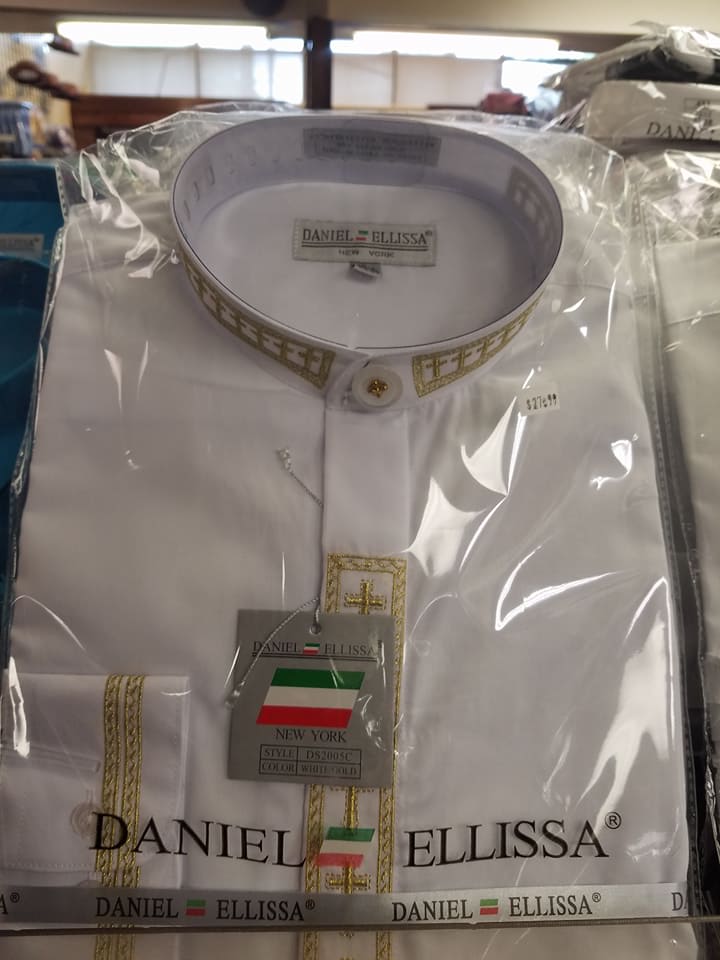 DANIEL ELLISSA®
NEW YORK
$27.99
DANIEL ELLISSA
NEW YORK
STYLE DS2005C
COLOR WHITE/GOLD
DANIEL ELLISSA®
DANIEL ELLISSA® DANIEL ELLISSA®